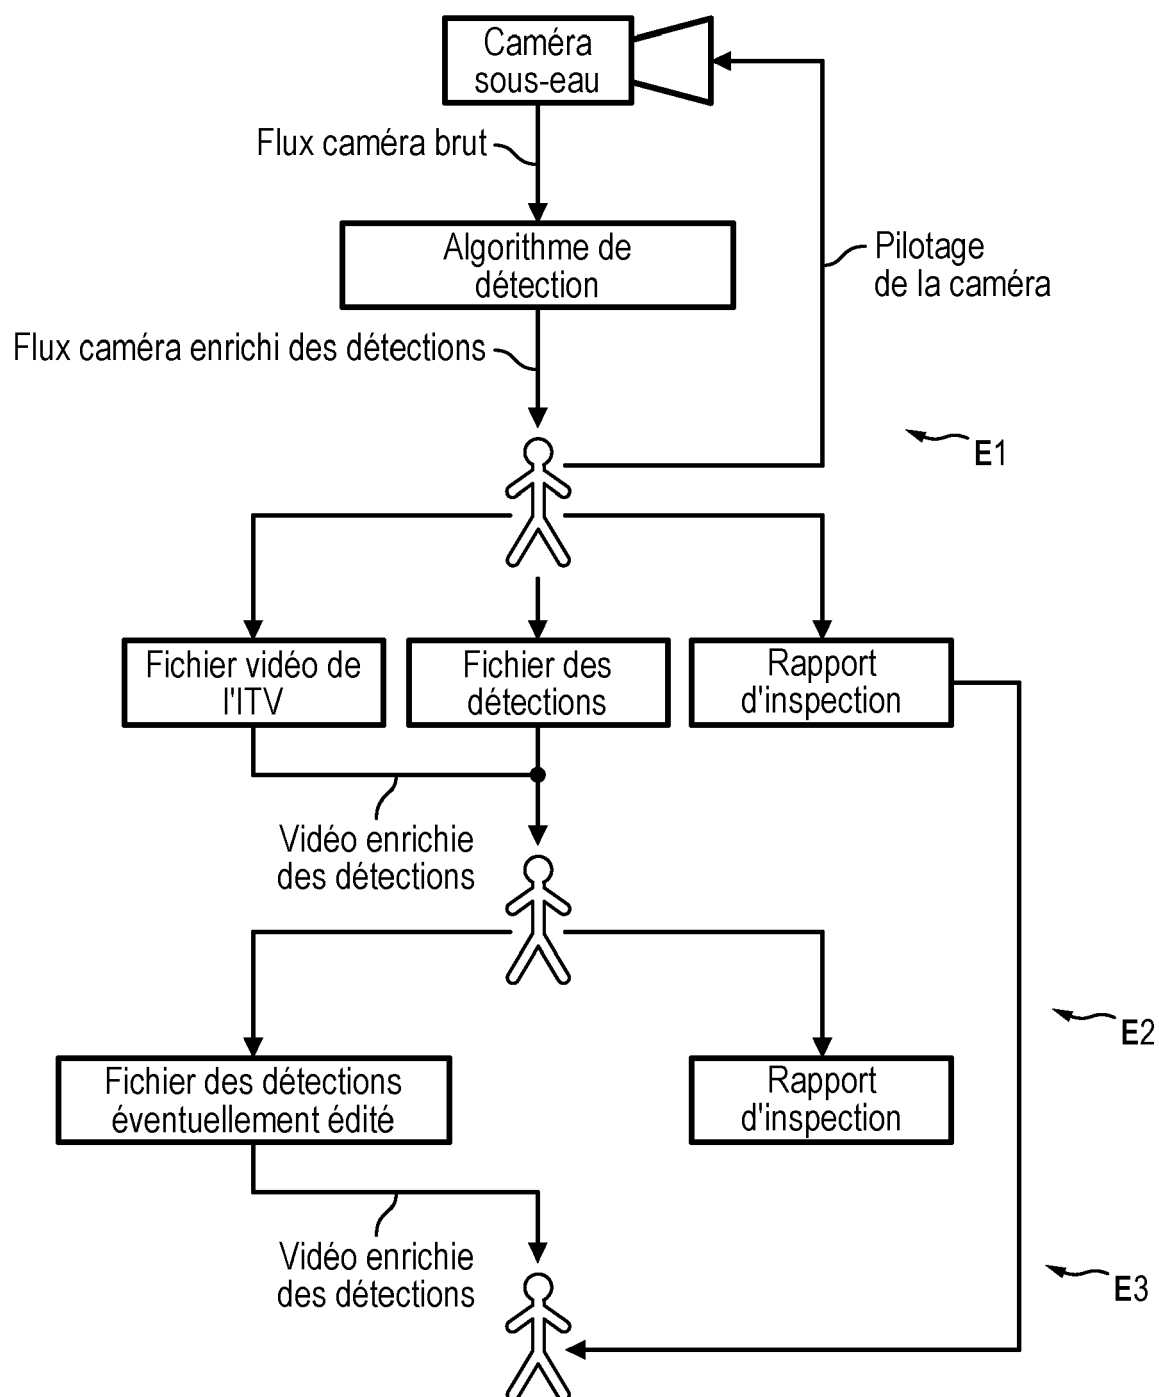 Caméra
sous-eau
Flux caméra brut
Algorithme de
détection
Pilotage
de la caméra
Flux caméra enrichi des détections
E1
Fichier vidéo de
l'ITV
Fichier des
détections
Rapport
d'inspection
Vidéo enrichie
des détections
E2
Fichier des détections
éventuellement édité
Rapport
d'inspection
Vidéo enrichie
des détections
E3